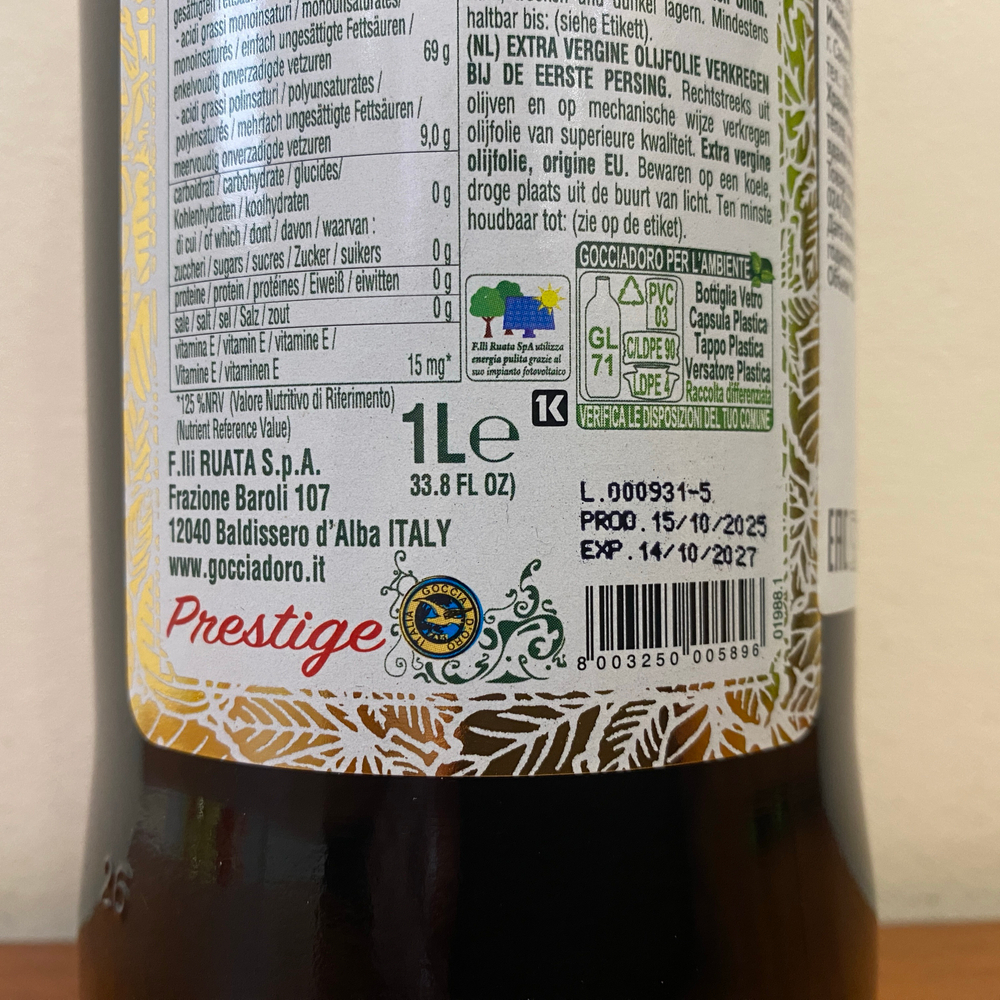 - acidi grassi monoinsaturi / monounsaturates/
monoinsaturés / einfach ungesättigte Fettsäuren /
enkelvoudig onverzadigde vetzuren 69 g
- acidi grassi polinsaturi / polyunsaturates /
polyinsaturés / mehrfach ungesättigte Fettsäuren /
meervoudig onverzadigde vetzuren 9,0 g
carboidrati / carbohydrate / glucides/
Kohlenhydraten / koolhydraten 0 g
di cui / of which / dont / davon / waarvan :
zuccheri / sugars / sucres / Zucker / suikers 0 g
proteine / protein / protéines / Eiweiß / eiwitten 0 g
sale / salt / sel / Salz / zout 0 g
vitamina E / vitamin E / vitamine E /
Vitamine E / vitaminen E 15 mg*
*125 %NRV (Valore Nutritivo di Riferimento)
(Nutrient Reference Value)
F.lli RUATA S.p.A.
Frazione Baroli 107
12040 Baldissero d'Alba ITALY
www.gocciadoro.it
Prestige
GOCCIA D'ORO
ITALIA
1Le
33.8 FL OZ)
1K
und dunkel lagern. Mindestens
haltbar bis: (siehe Etikett).
(NL) EXTRA VERGINE OLIJFOLIE VERKREGEN
BIJ DE EERSTE PERSING. Rechtstreeks uit
olijven en op mechanische wijze verkregen
olijfolie van superieure kwaliteit. Extra vergine
olijfolie, origine EU. Bewaren op een koele,
droge plaats uit de buurt van licht. Ten minste
houdbaar tot: (zie op de etiket).
F.lli Ruata SpA utilizza
energia pulita grazie al
suo impianto fotovoltaico
GOCCIADORO PER L'AMBIENTE
GL
71
PVC
03
C/LDPE 90
LDPE 4
Bottiglia Vetro
Capsula Plastica
Tappo Plastica
Versatore Plastica
Raccolta differenziata
VERIFICA LE DISPOSIZIONI DEL TUO COMUNE
L.000931-5
PROD. 15/10/2025
EXP. 14/10/2027
8 003250 005896
01988.1
26